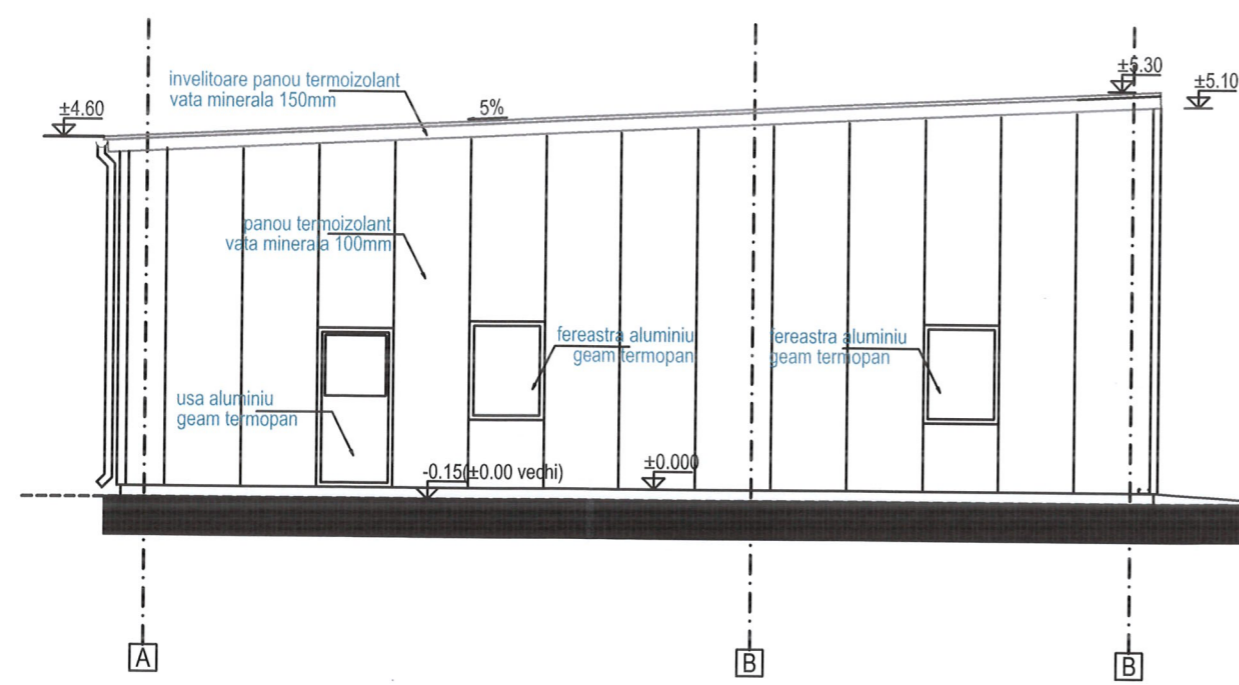 ±5.30
±5.10
invelitoare panou termoizolant
vata minerala 150mm
±4.60
5%
panou termoizolant
vata minerala 100mm
fereastra aluminiu
geam termopan
fereastra aluminiu
geam termopan
usa aluminiu
geam termopan
-0.15(±0.00 vechi)
±0.000
A
B
B